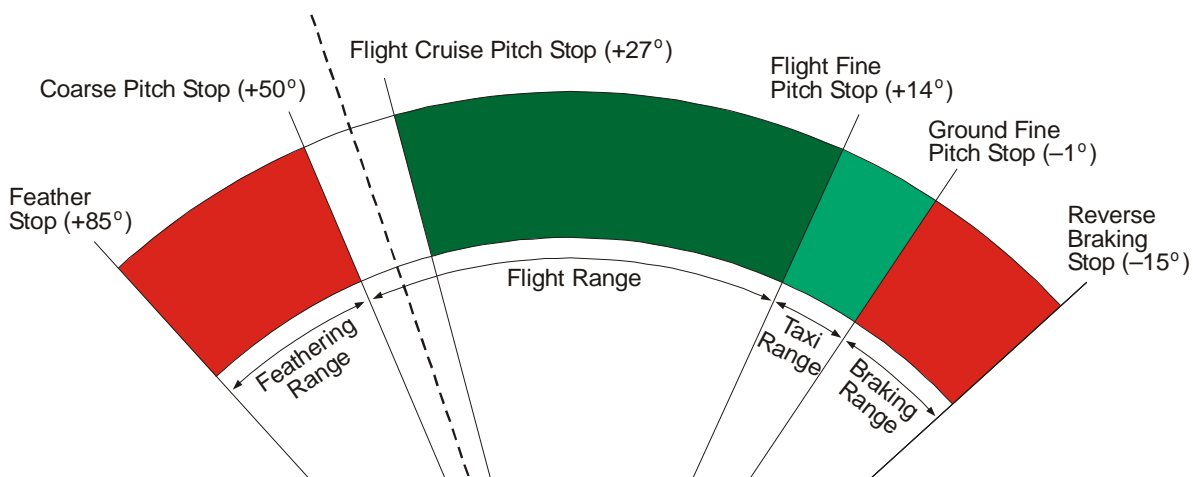 Flight Cruise Pitch Stop (+27°)
Coarse Pitch Stop (+50°)
Flight Fine
Pitch Stop (+14°)
Ground Fine
Pitch Stop (–1°)
Feather
Stop (+85°)
Reverse
Braking
Stop (–15°)
Flight Range
Feathering
Range
Taxi
Range
Braking
Range